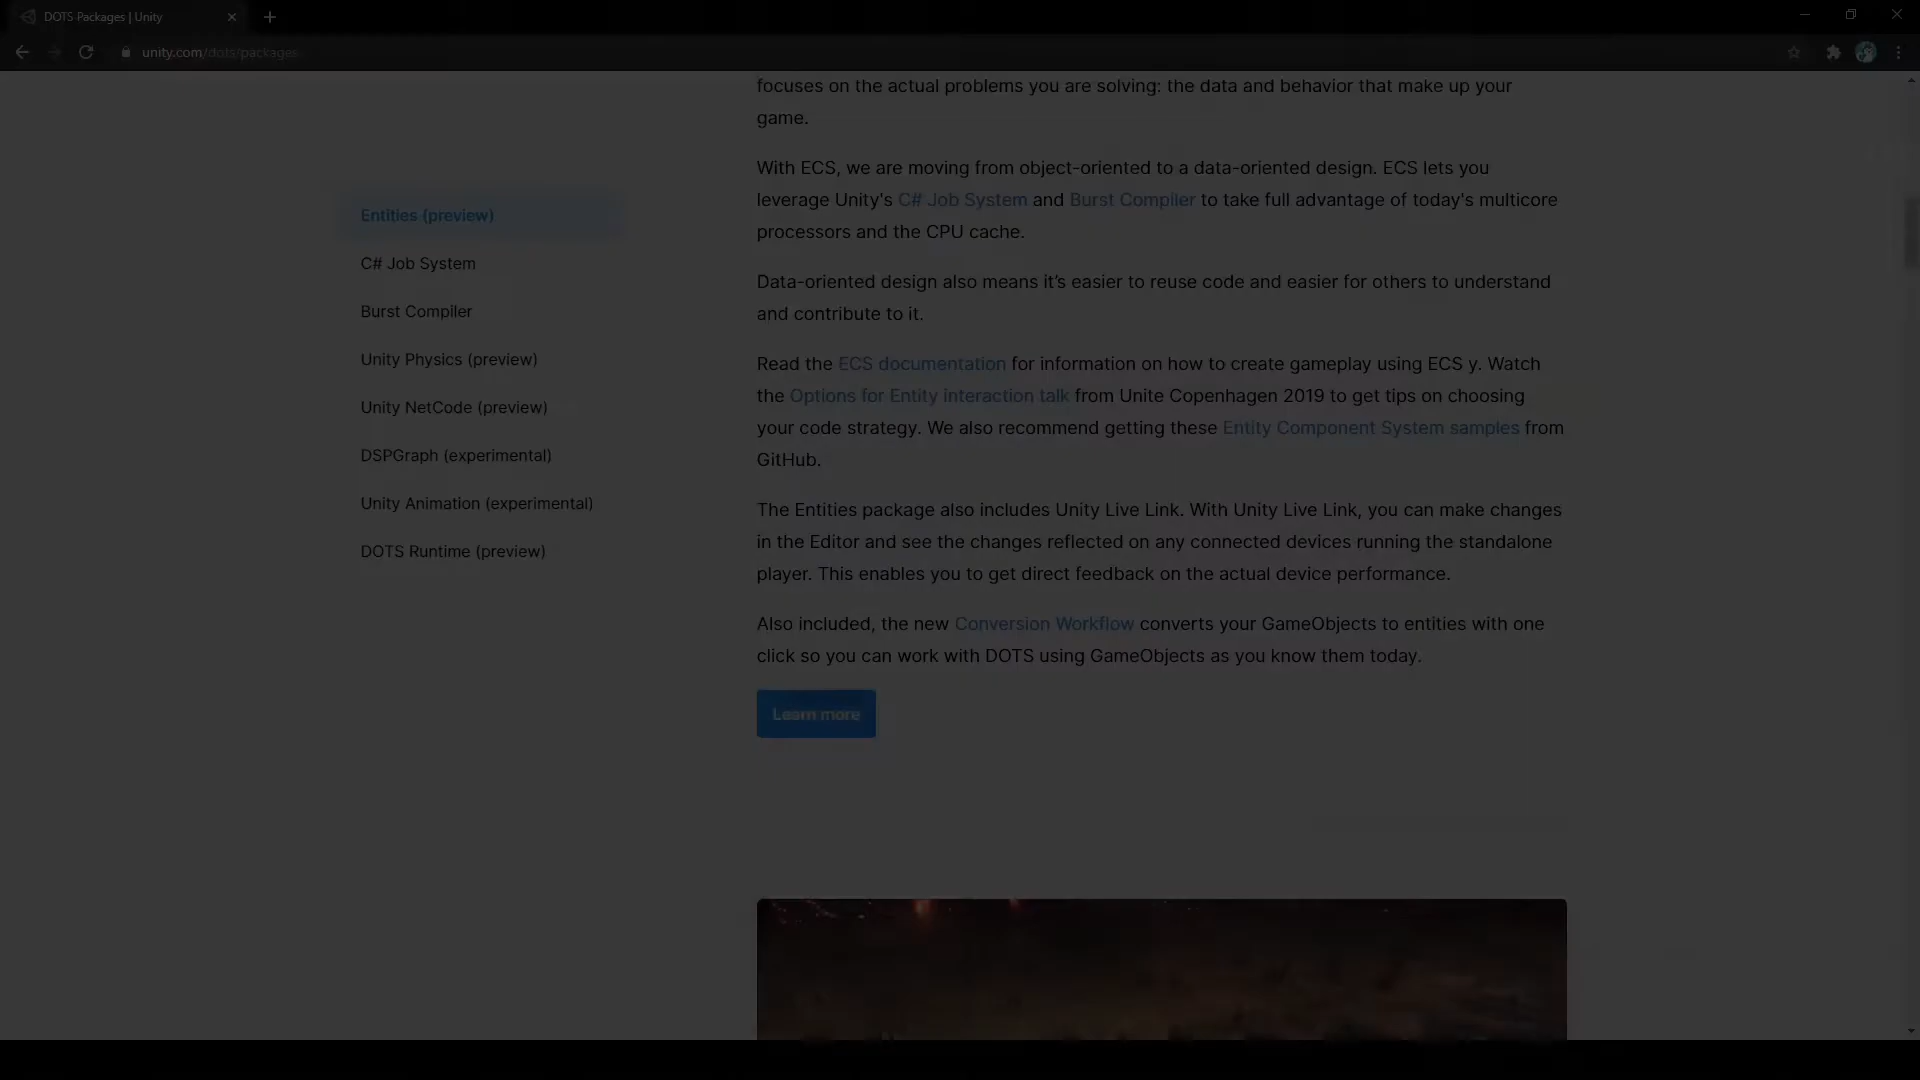 DOTS Packages | Unity
unity.com/dots/packages
focuses on the actual problems you are solving: the data and behavior that make up your
game.
With ECS, we are moving from object-oriented to a data-oriented design. ECS lets you
leverage Unity's C# Job System and Burst Compiler to take full advantage of today's multicore
processors and the CPU cache.
Data-oriented design also means it’s easier to reuse code and easier for others to understand
and contribute to it.
Read the ECS documentation for information on how to create gameplay using ECS y. Watch
the Options for Entity interaction talk from Unite Copenhagen 2019 to get tips on choosing
your code strategy. We also recommend getting these Entity Component System samples from
GitHub.
The Entities package also includes Unity Live Link. With Unity Live Link, you can make changes
in the Editor and see the changes reflected on any connected devices running the standalone
player. This enables you to get direct feedback on the actual device performance.
Also included, the new Conversion Workflow converts your GameObjects to entities with one
click so you can work with DOTS using GameObjects as you know them today.
Learn more
Entities (preview)
C# Job System
Burst Compiler
Unity Physics (preview)
Unity NetCode (preview)
DSPGraph (experimental)
Unity Animation (experimental)
DOTS Runtime (preview)